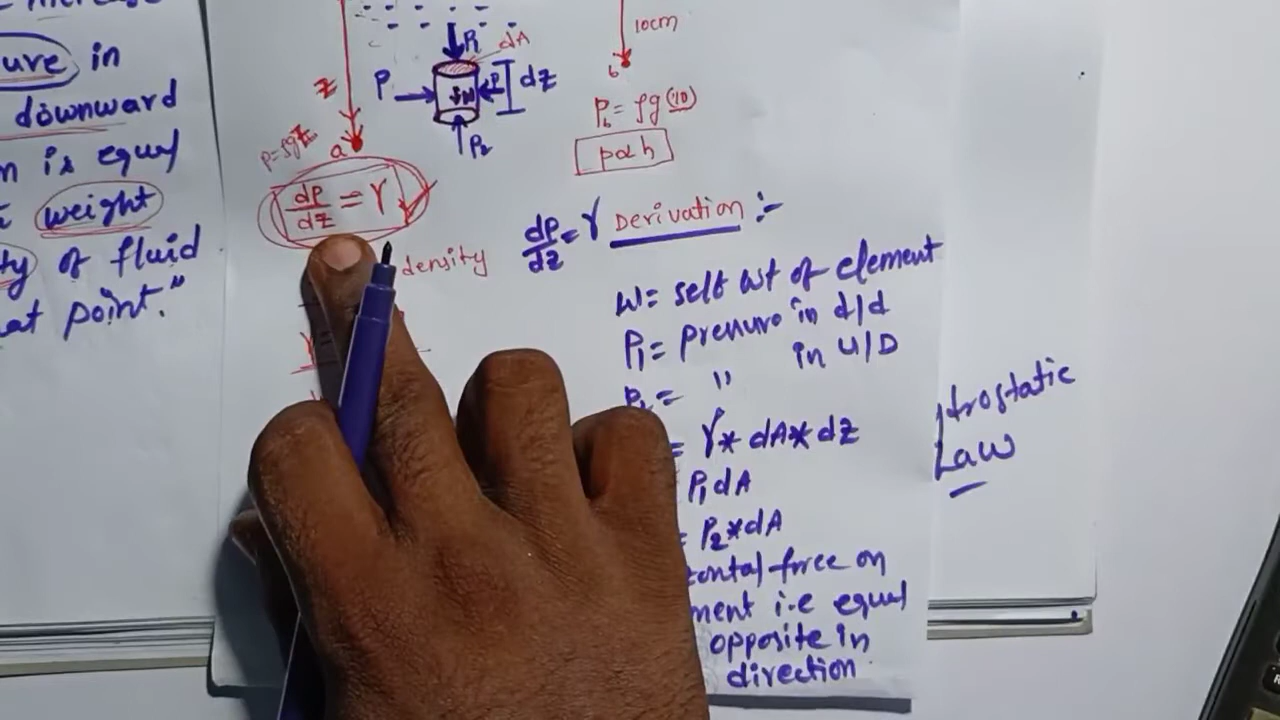 ure in
downward
n is equal
weight
ty of fluid
at point."
P1
dA
P
P
dz
↓W
P2
z
P=ρgz
a
dP/dz = γ
density
10cm
b
Pb = ρg(10)
p∝h
dP/dz = γ Derivation :-
W = self wt of element
P1 = pressure in d/d
= " in U/D
= γ* dA* dz
P1dA
= P2*dA
zontal force on
ment i.e equal
opposite in
direction
drostatic
Law